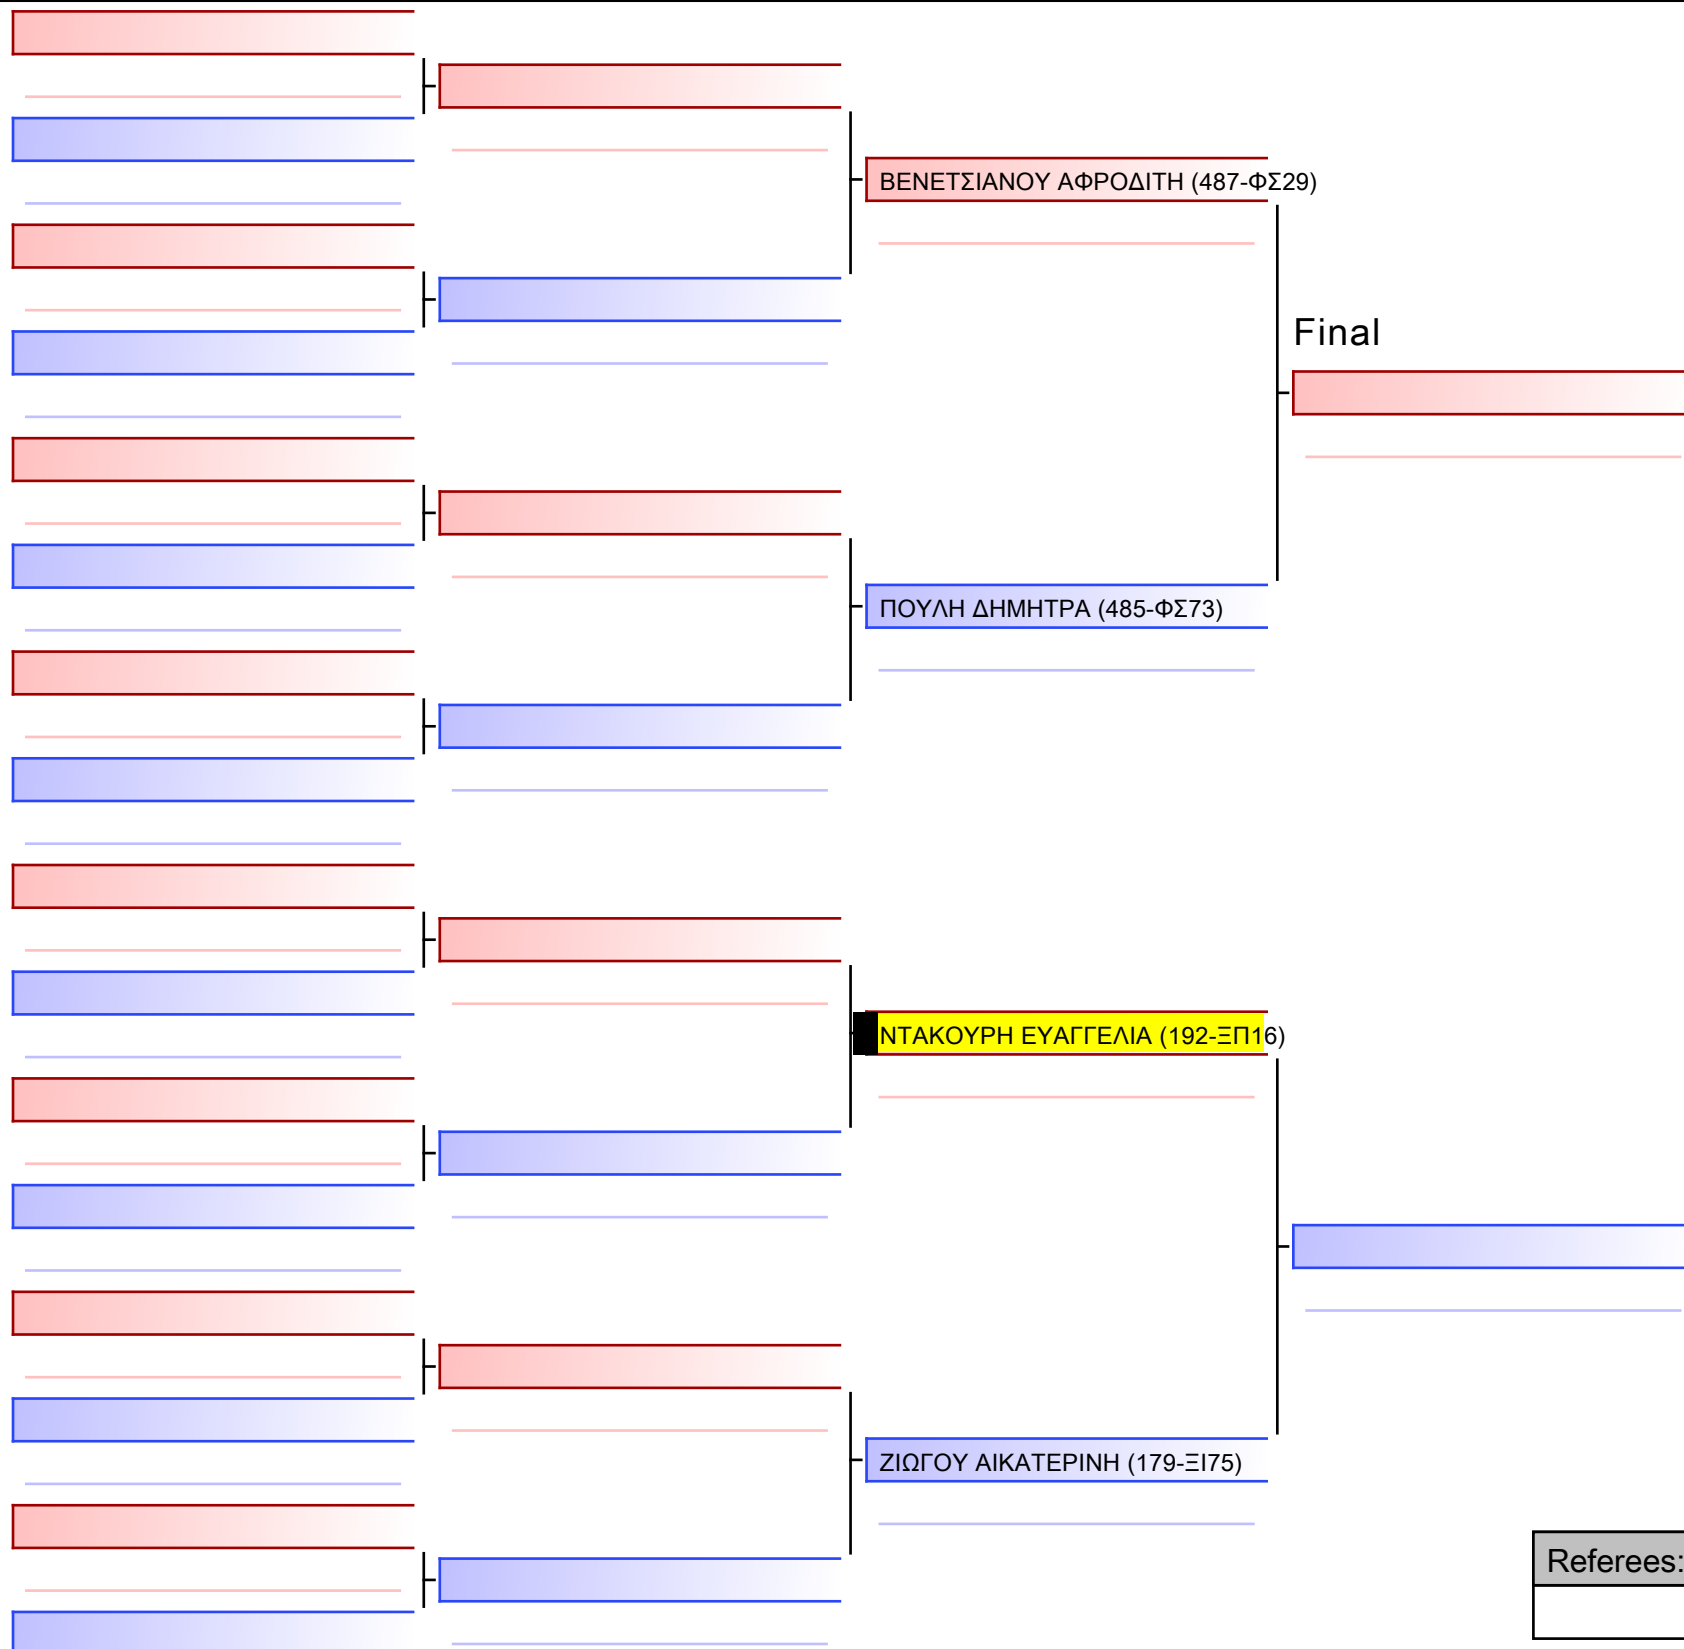 ΒΕΝΕΤΣΙΑΝΟΥ ΑΦΡΟΔΙΤΗ (487-ΦΣ29)
Final
ΠΟΥΛΗ ΔΗΜΗΤΡΑ (485-ΦΣ73)
ΝΤΑΚΟΥΡΗ ΕΥΑΓΓΕΛΙΑ (192-ΞΠ16)
ΖΙΩΓΟΥ ΑΙΚΑΤΕΡΙΝΗ (179-ΞΙ75)
Referees: